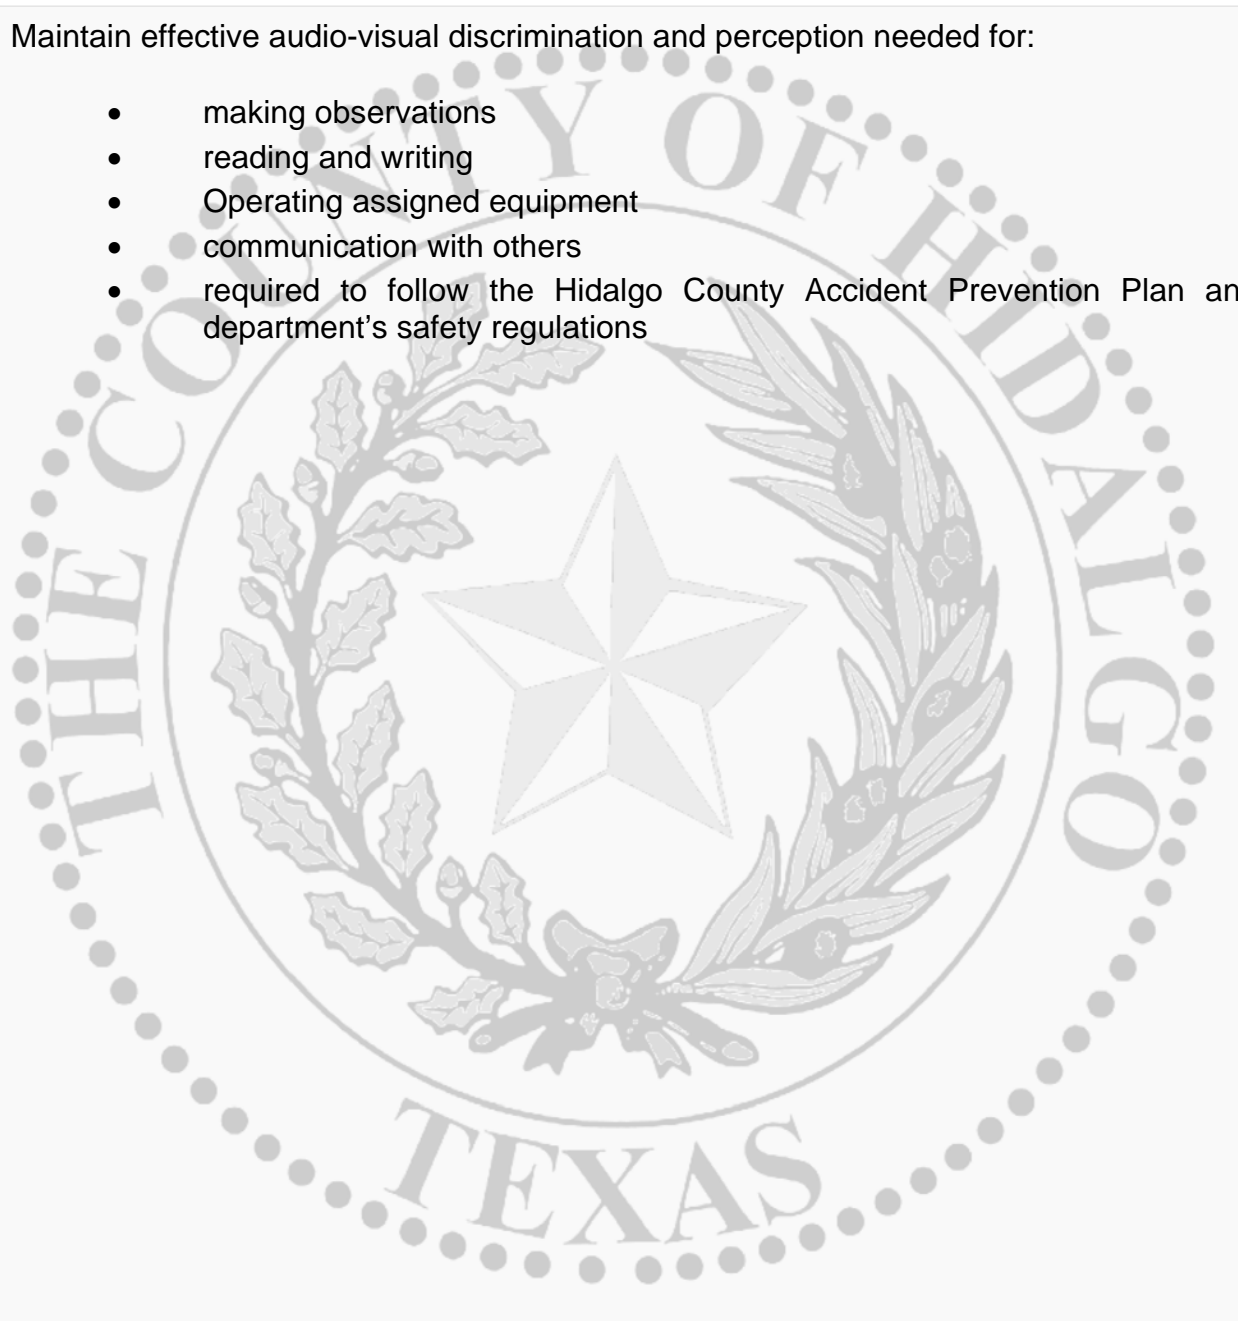 Maintain effective audio-visual discrimination and perception needed for:
• making observations
• reading and writing
• Operating assigned equipment
• communication with others
• required to follow the Hidalgo County Accident Prevention Plan an
department’s safety regulations
THE COUNTY OF HIDALGO
TEXAS